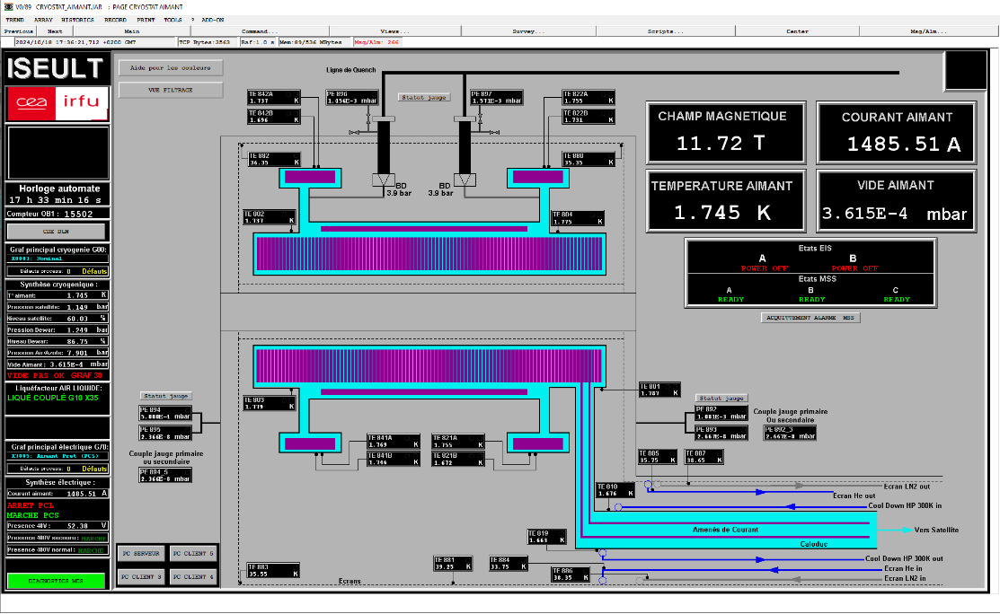 V0/89 CRYOSTAT_AIMANT.JAR : PAGE CRYOSTAT AIMANT
TREND ARRAY HISTORICS RECORD PRINT TOOLS ? ADD-ON
Previous Next Main Command... Views... Survey... Scripts... Center Msg/Alm...
2024/10/18 17:36:21,712 +0200 GMT TCP Bytes:3563 Raf:1.0 s Mem:89/536 MBytes Msg/Alm: 266
ISEULT
cea irfu
Horloge automate
17 h 33 min 16 s
Compteur OB1 : 15502
CDE DLN
Graf principal cryogenie G00:
X0003: Nominal
Défauts process: 0 Défauts
Synthèse cryogenique :
T° aimant: 1.745 K
Pression satellite: 1.149 bar
Niveau satellite: 60.03 %
Pression Dewar: 1.249 bar
Niveau Dewar: 86.75 %
Pression Air/Azote: 7.901 bar
Vide Aimant : 3.615E-4 mbar
VIDE PAS OK GRAF30
Liquéfacteur AIR LIQUIDE:
LIQUÉ COUPLÉ G10 X35
Graf principal électrique G70:
X7005: Aimant Pret (PCS)
Défauts process: 0 Défauts
Synthèse électrique :
Courant aimant: 1485.51 A
ARRET PCL
MARCHE PCS
Presence 48V : 52.38 V
Presence 400V secouru : MARCHE
Presence 400V normal : MARCHE
DIAGNOSTICS MCS
Aide pour les couleurs
VUE FILTRAGE
Ligne de Quench
TE 842A
1.737 K
TE 842B
1.696 K
PE 896
1.056E-3 mbar
Statut jauge
PE 897
1.571E-3 mbar
TE 822A
1.755 K
TE 822B
1.731 K
TE 882
36.35 K
TE 880
35.35 K
BD
3.9 bar
BD
3.9 bar
TE 802
1.737 K
TE 804
1.775 K
CHAMP MAGNETIQUE
11.72 T
COURANT AIMANT
1485.51 A
TEMPERATURE AIMANT
1.745 K
VIDE AIMANT
3.615E-4 mbar
Etats EIS
A B
POWER OFF POWER OFF
Etats MSS
A B C
READY READY READY
ACQUITTEMENT ALARME MSS
Statut jauge
PE 894
5.000E-1 mbar
PE 895
2.366E-8 mbar
Couple jauge primaire
ou secondaire
PE 894_5
2.366E-8 mbar
TE 803
1.779 K
TE 801
1.787 K
TE 841A
1.769 K
TE 841B
1.746 K
TE 821A
1.755 K
TE 821B
1.672 K
Statut jauge
PE 892
1.081E-3 mbar
PE 893
2.667E-8 mbar
Couple jauge primaire
Ou secondaire
PE 892_3
2.667E-8 mbar
TE 885
35.75 K
TE 887
38.65 K
TE 810
1.676 K
Ecran LN2 out
Ecran He out
Cool Down HP 300K in
Amenés de Courant
Vers Satellite
Caloduc
TE 819
1.663 K
Cool Down HP 300K out
Ecran He in
Ecran LN2 in
TE 881
39.25 K
TE 884
33.75 K
TE 886
38.35 K
TE 883
35.55 K
Ecrans
PC SERVEUR PC CLIENT 5
PC CLIENT 3 PC CLIENT 4